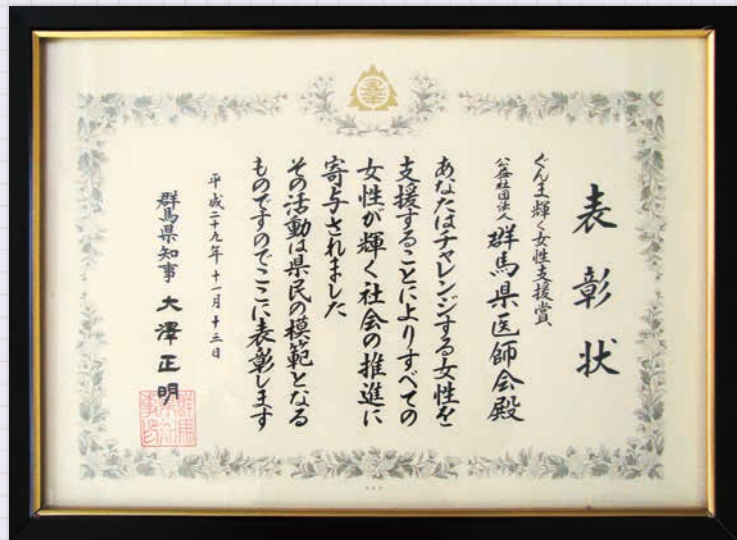 表彰状
ぐんま輝く女性支援賞
公益社団法人 群馬県医師会殿
あなたはチャレンジする女性を
支援することによりすべての
女性が輝く社会の推進に
寄与されました
その活動は県民の模範となる
ものですのでここに表彰します
平成二十九年十一月十三日
群馬県知事 大澤正明